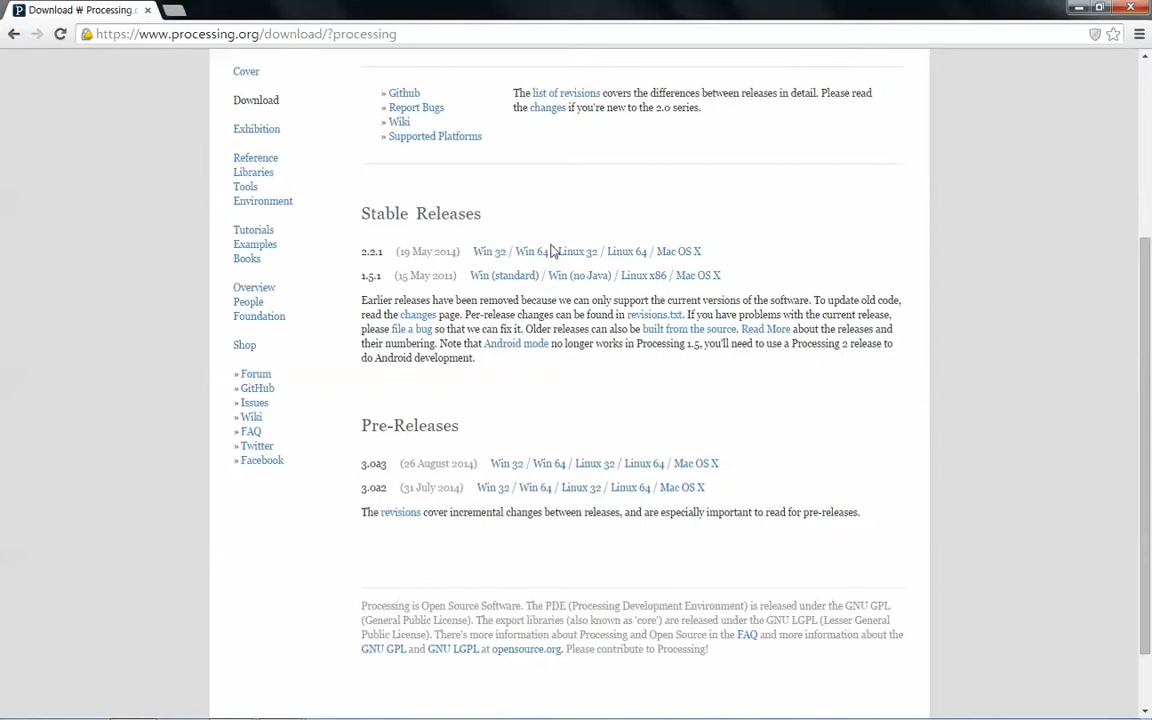 Download ₩ Processing.
https://www.processing.org/download/?processing
Cover
Download
Exhibition
Reference
Libraries
Tools
Environment
Tutorials
Examples
Books
Overview
People
Foundation
Shop
» Forum
» GitHub
» Issues
» Wiki
» FAQ
» Twitter
» Facebook
» Github
» Report Bugs
» Wiki
» Supported Platforms
The list of revisions covers the differences between releases in detail. Please read
the changes if you're new to the 2.0 series.
Stable Releases
2.2.1 (19 May 2014) Win 32 / Win 64 / Linux 32 / Linux 64 / Mac OS X
1.5.1 (15 May 2011) Win (standard) / Win (no Java) / Linux x86 / Mac OS X
Earlier releases have been removed because we can only support the current versions of the software. To update old code,
read the changes page. Per-release changes can be found in revisions.txt. If you have problems with the current release,
please file a bug so that we can fix it. Older releases can also be built from the source. Read More about the releases and
their numbering. Note that Android mode no longer works in Processing 1.5, you'll need to use a Processing 2 release to
do Android development.
Pre-Releases
3.0a3 (26 August 2014) Win 32 / Win 64 / Linux 32 / Linux 64 / Mac OS X
3.0a2 (31 July 2014) Win 32 / Win 64 / Linux 32 / Linux 64 / Mac OS X
The revisions cover incremental changes between releases, and are especially important to read for pre-releases.
Processing is Open Source Software. The PDE (Processing Development Environment) is released under the GNU GPL
(General Public License). The export libraries (also known as 'core') are released under the GNU LGPL (Lesser General
Public License). There's more information about Processing and Open Source in the FAQ and more information about the
GNU GPL and GNU LGPL at opensource.org. Please contribute to Processing!